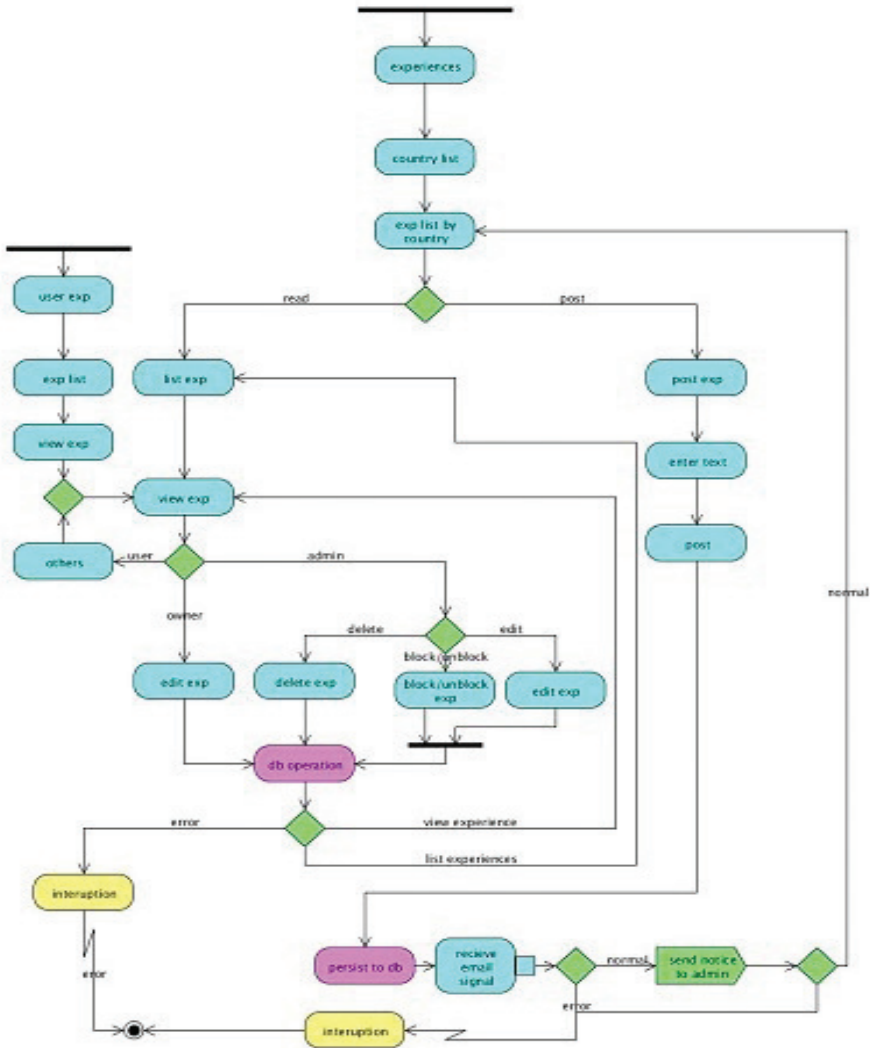 experiences
country list
exp list by
country
user exp
read
post
exp list
list exp
post exp
view exp
enter text
view exp
post
others
user
admin
normal
owner
delete
edit
block/unblock
edit exp
delete exp
block/unblock
exp
edit exp
db operation
error
view experience
list experiences
interuption
persist to db
recieve
email
signal
normal
send notice
to admin
eror
error
interuption